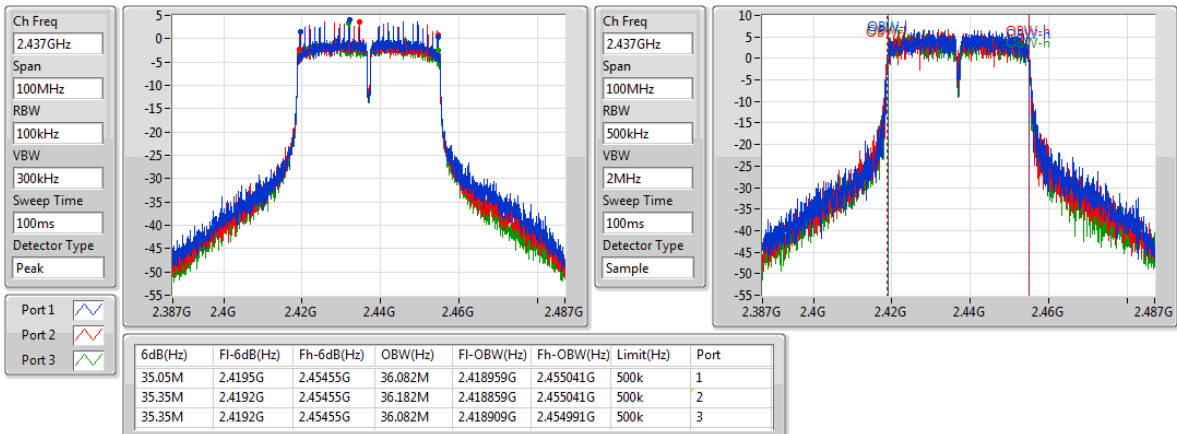 Ch Freq
2.437GHz
Span
100MHz
RBW
100kHz
VBW
300kHz
Sweep Time
100ms
Detector Type
Peak
5
0
-5
-10
-15
-20
-25
-30
-35
-40
-45
-50
-55
2.387G 2.4G 2.42G 2.44G 2.46G 2.487G
Ch Freq
2.437GHz
Span
100MHz
RBW
500kHz
VBW
2MHz
Sweep Time
100ms
Detector Type
Sample
10
5
0
-5
-10
-15
-20
-25
-30
-35
-40
-45
-50
-55
OBW-h
2.387G 2.4G 2.42G 2.44G 2.46G 2.487G
Port 1
Port 2
Port 3
6dB(Hz) Fl-6dB(Hz) Fh-6dB(Hz) OBW(Hz) Fl-OBW(Hz) Fh-OBW(Hz) Limit(Hz) Port
35.05M 2.4195G 2.45455G 36.082M 2.418959G 2.455041G 500k 1
35.35M 2.4192G 2.45455G 36.182M 2.418859G 2.455041G 500k 2
35.35M 2.4192G 2.45455G 36.082M 2.418909G 2.454991G 500k 3